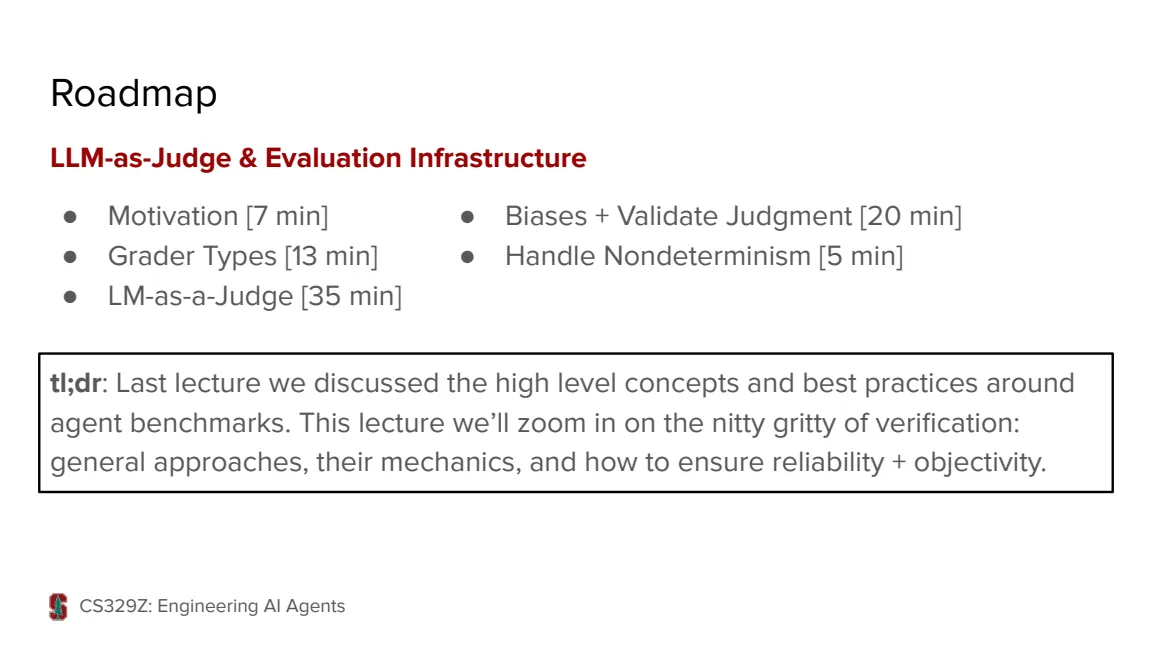 Roadmap
LLM-as-Judge & Evaluation Infrastructure
● Motivation [7 min]
● Grader Types [13 min]
● LM-as-a-Judge [35 min]
● Biases + Validate Judgment [20 min]
● Handle Nondeterminism [5 min]
tl;dr: Last lecture we discussed the high level concepts and best practices around
agent benchmarks. This lecture we’ll zoom in on the nitty gritty of verification:
general approaches, their mechanics, and how to ensure reliability + objectivity.
CS329Z: Engineering AI Agents